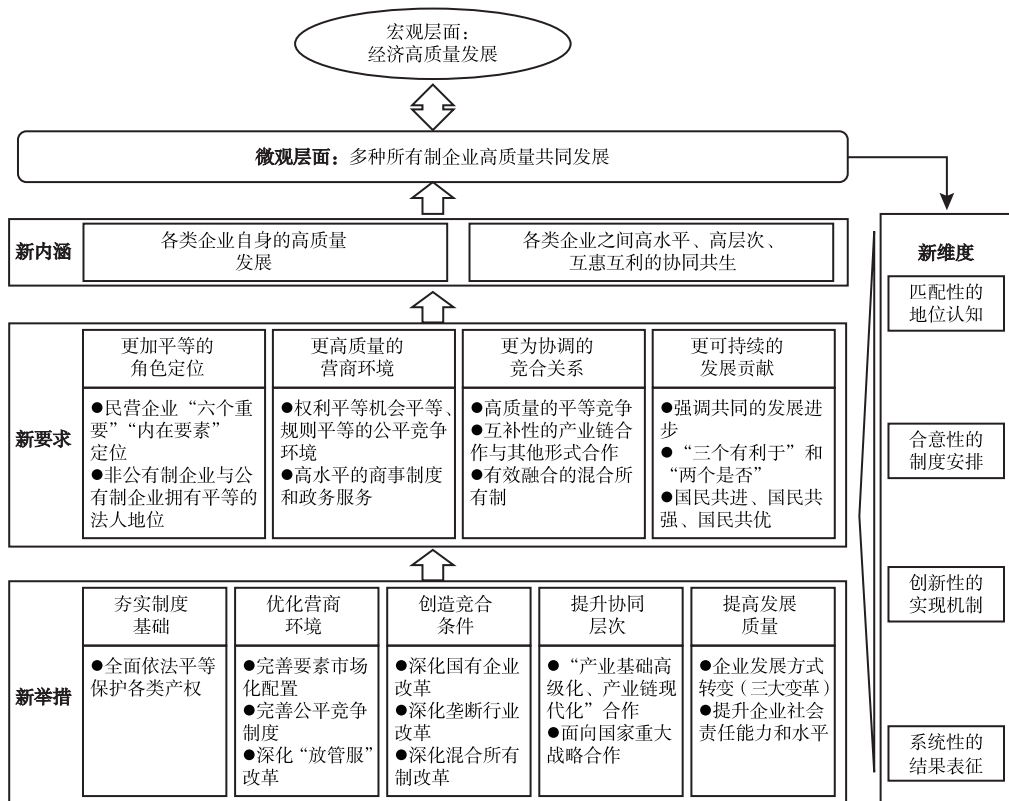 宏观层面：
经济高质量发展
微观层面：多种所有制企业高质量共同发展
新内涵
各类企业自身的高质量
发展
各类企业之间高水平、高层次、
互惠互利的协同共生
新要求
更加平等的
角色定位
●民营企业“六个重
要”“内在要素”
定位
●非公有制企业与公
有制企业拥有平等的
法人地位
更高质量的
营商环境
●权利平等机会平等、
规则平等的公平竞争
环境
●高水平的商事制度
和政务服务
更为协调的
竞合关系
●高质量的平等竞争
●互补性的产业链合
作与其他形式合作
●有效融合的混合所
有制
更可持续的
发展贡献
●强调共同的发展进
步
●“三个有利于”和
“两个是否”
●国民共进、国民共
强、国民共优
新举措
夯实制度
基础
●全面依法平等
保护各类产权
优化营商
环境
●完善要素市场
化配置
●完善公平竞争
制度
●深化“放管服”
改革
创造竞合
条件
●深化国有企业
改革
●深化垄断行业
改革
●深化混合所有
制改革
提升协同
层次
●“产业基础高
级化、产业链现
代化”合作
●面向国家重大
战略合作
提高发展
质量
●企业发展方式
转变（三大变革）
●提升企业社会
责任能力和水平
新维度
匹配性的
地位认知
合意性的
制度安排
创新性的
实现机制
系统性的
结果表征